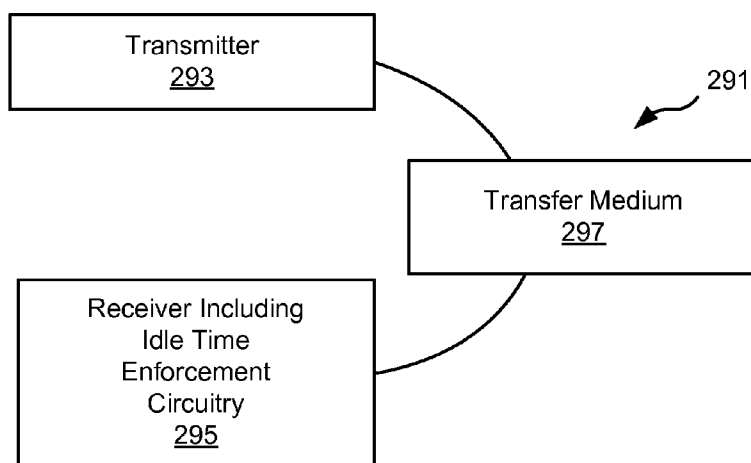 Transmitter
293
291
Transfer Medium
297
Receiver Including
Idle Time
Enforcement
Circuitry
295